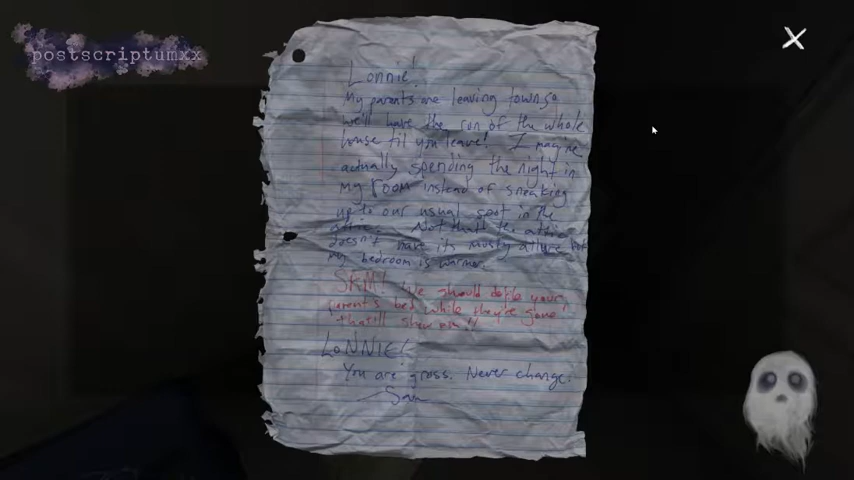 postscriptumxx
Lonnie!
My parents are leaving town so
we'll have the run of the whole
house til you leave! Imagine
actually spending the night in
my room instead of sneaking
up to our usual spot in the
attic. Not that the attic
doesn't have its musty allure but
my bedroom is warmer.
SAM! We should defile your
parent's bed while they're gone
that'll show em!!
LONNIE!
You are gross. Never change.
—Sam
X